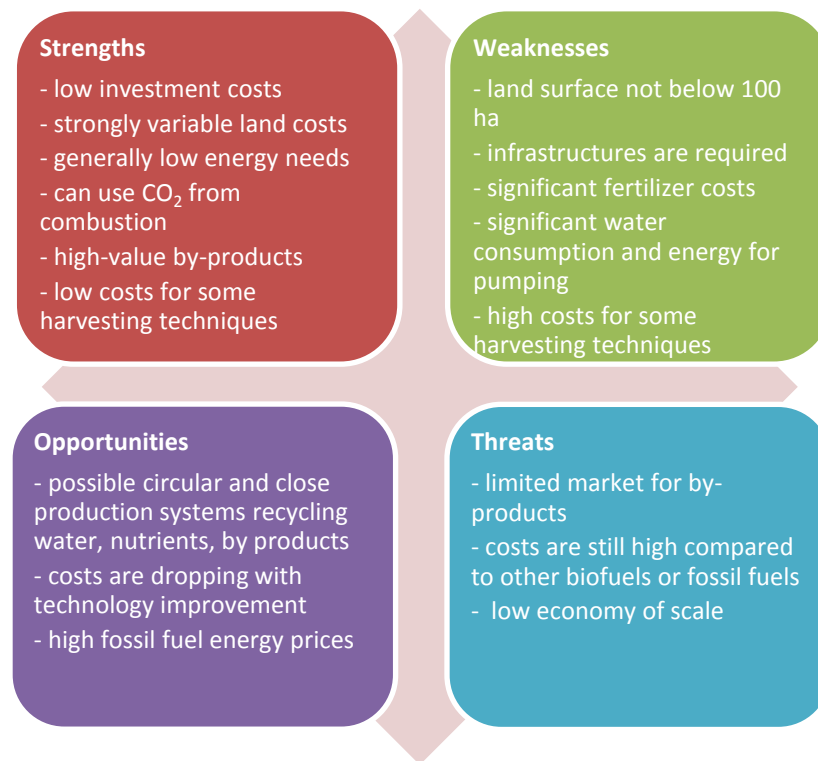 Strengths
- low investment costs
- strongly variable land costs
- generally low energy needs
- can use CO₂ from
combustion
- high-value by-products
- low costs for some
harvesting techniques
Weaknesses
- land surface not below 100
ha
- infrastructures are required
- significant fertilizer costs
- significant water
consumption and energy for
pumping
- high costs for some
harvesting techniques
Opportunities
- possible circular and close
production systems recycling
water, nutrients, by products
- costs are dropping with
technology improvement
- high fossil fuel energy prices
Threats
- limited market for by-
products
- costs are still high compared
to other biofuels or fossil fuels
- low economy of scale